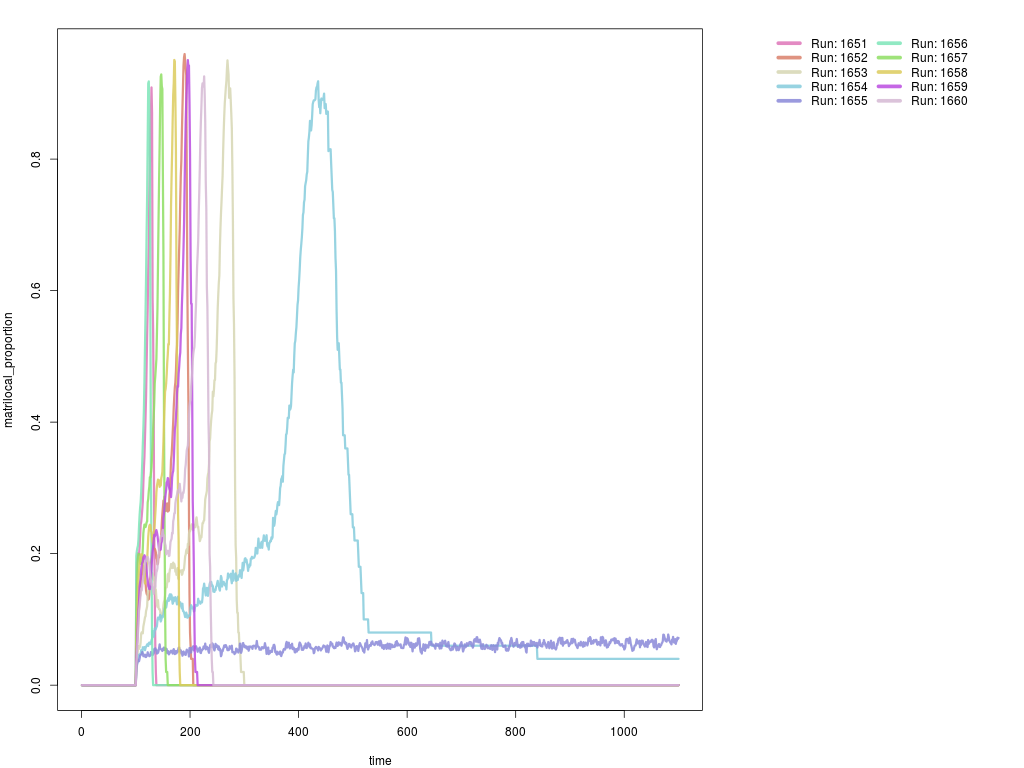 Run: 1651 Run: 1656
Run: 1652 Run: 1657
Run: 1653 Run: 1658
Run: 1654 Run: 1659
Run: 1655 Run: 1660
matrilocal_proportion
0.8
0.6
0.4
0.2
0.0
0 200 400 600 800 1000
time